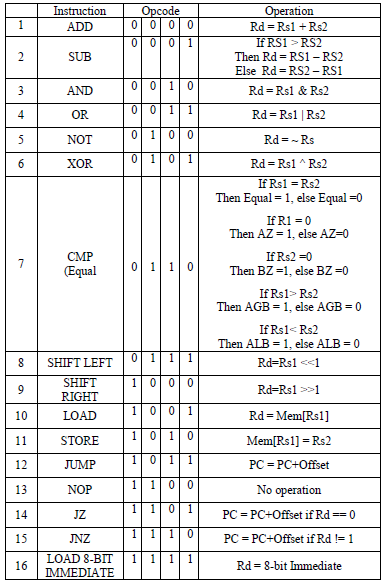 Instruction Opcode Operation
1 ADD 0 0 0 0 Rd = Rs1 + Rs2
2 SUB 0 0 0 1 If RS1 > RS2
Then Rd = RS1 – RS2
Else Rd = RS2 – RS1
3 AND 0 0 1 0 Rd = Rs1 & Rs2
4 OR 0 0 1 1 Rd = Rs1 | Rs2
5 NOT 0 1 0 0 Rd = ~ Rs
6 XOR 0 1 0 1 Rd = Rs1 ^ Rs2
7 CMP
(Equal 0 1 1 0 If Rs1 = Rs2
Then Equal = 1, else Equal =0
If R1 = 0
Then AZ = 1, else AZ=0
If Rs2 =0
Then BZ =1, else BZ =0
If Rs1> Rs2
Then AGB = 1, else AGB = 0
If Rs1< Rs2
Then ALB = 1, else ALB = 0
8 SHIFT LEFT 0 1 1 1 Rd=Rs1 <<1
9 SHIFT
RIGHT 1 0 0 0 Rd=Rs1 >>1
10 LOAD 1 0 0 1 Rd = Mem[Rs1]
11 STORE 1 0 1 0 Mem[Rs1] = Rs2
12 JUMP 1 0 1 1 PC = PC+Offset
13 NOP 1 1 0 0 No operation
14 JZ 1 1 0 1 PC = PC+Offset if Rd == 0
15 JNZ 1 1 1 0 PC = PC+Offset if Rd != 1
16 LOAD 8-BIT
IMMEDIATE 1 1 1 1 Rd = 8-bit Immediate